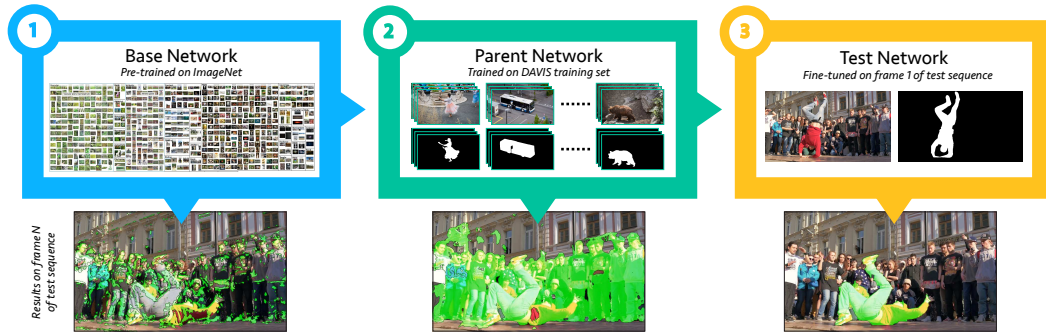 1
Base Network
Pre-trained on ImageNet
2
Parent Network
Trained on DAVIS training set
3
Test Network
Fine-tuned on frame 1 of test sequence
Results on frame N
of test sequence